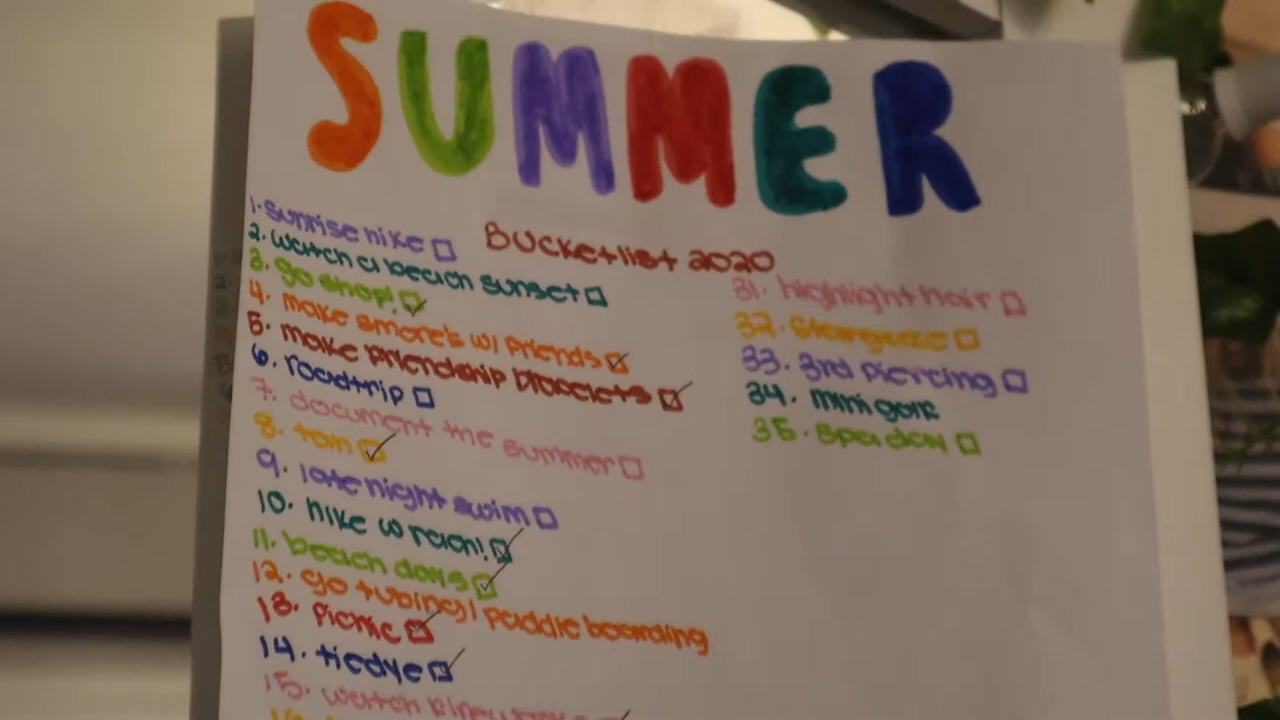 SUMMER
Bucketlist 2020
1. sunrise hike
2. watch a beach sunset
3. go shop!
4. make smore's w/ friends
5. make friendship bracelets
6. roadtrip
7. document the summer
8. tan
9. late night swim
10. hike w rach!
11. beach days
12. go tubing/paddle boarding
13. Picnic
14. tiedye
15. watch
31. highlight hair
32. Stargaze
33. 3rd piercing
34. mini golf
35. Spa day